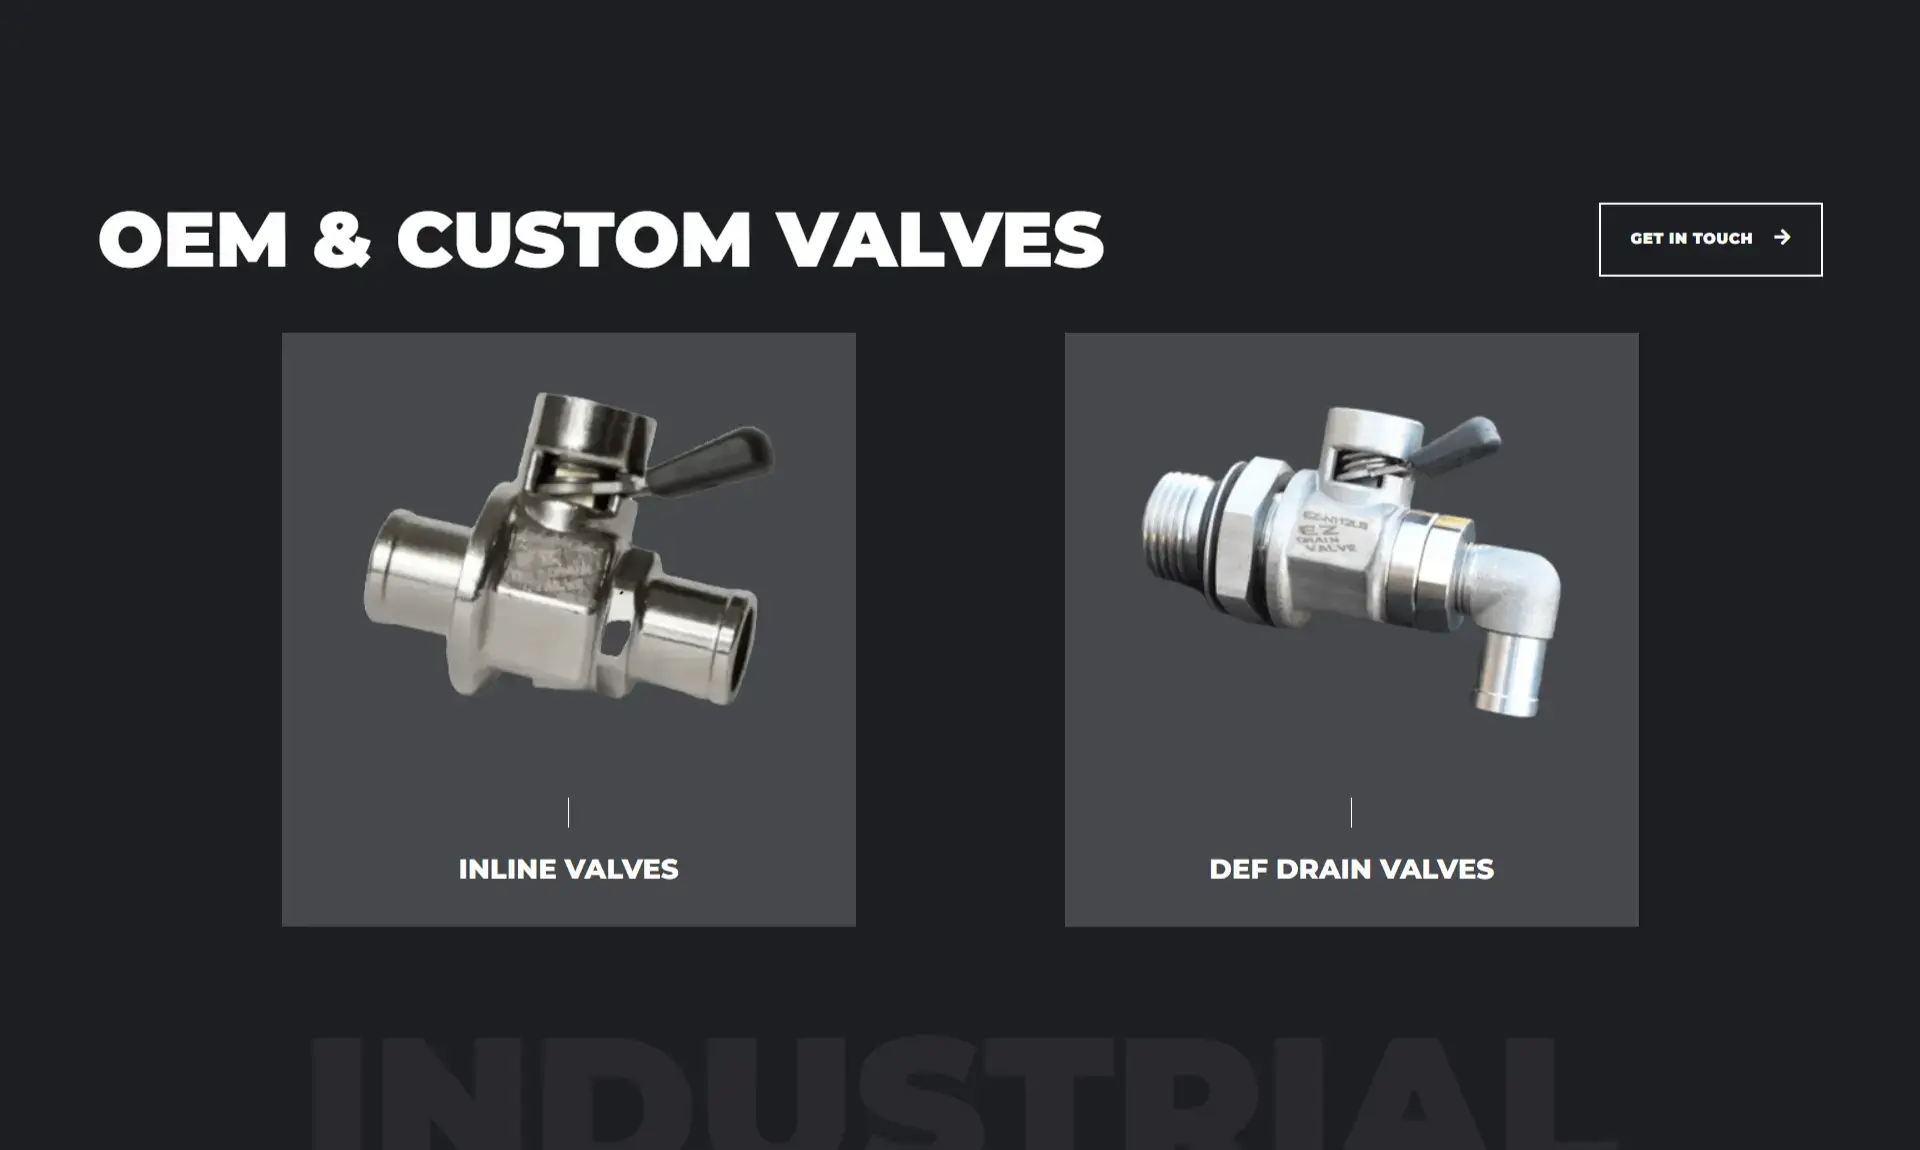 OEM & CUSTOM VALVES
GET IN TOUCH
EZ
DRAIN
VALVE
INLINE VALVES
DEF DRAIN VALVES
INDUSTRIAL